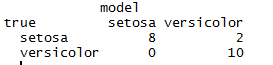 model
true setosa versicolor
setosa 8 2
versicolor 0 10